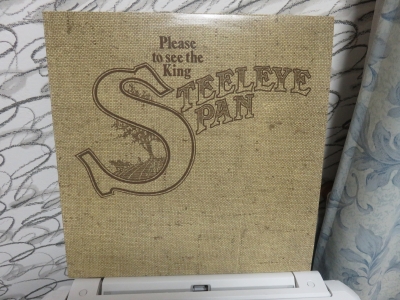 Please
to see the
King
STEELEYE
SPAN